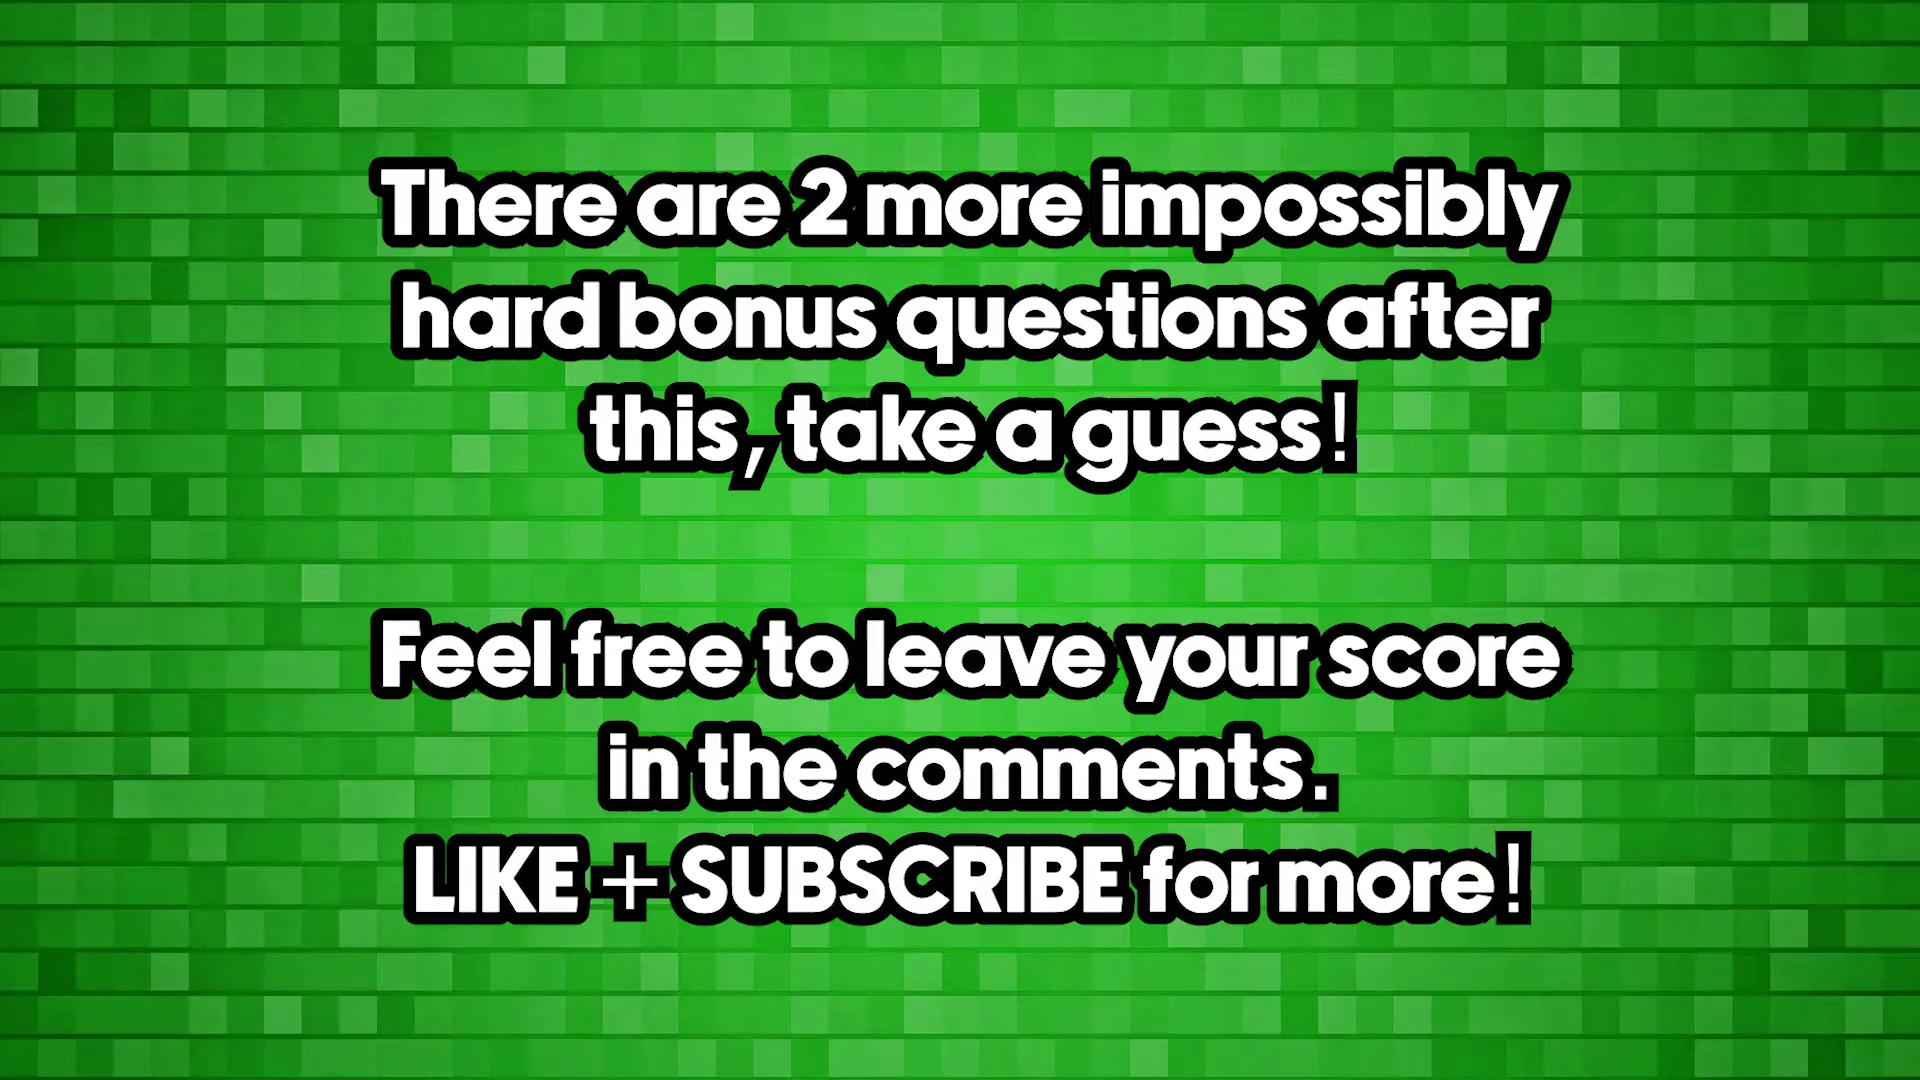 There are 2 more impossibly
hard bonus questions after
this, take a guess!
Feel free to leave your score
in the comments.
LIKE + SUBSCRIBE for more!